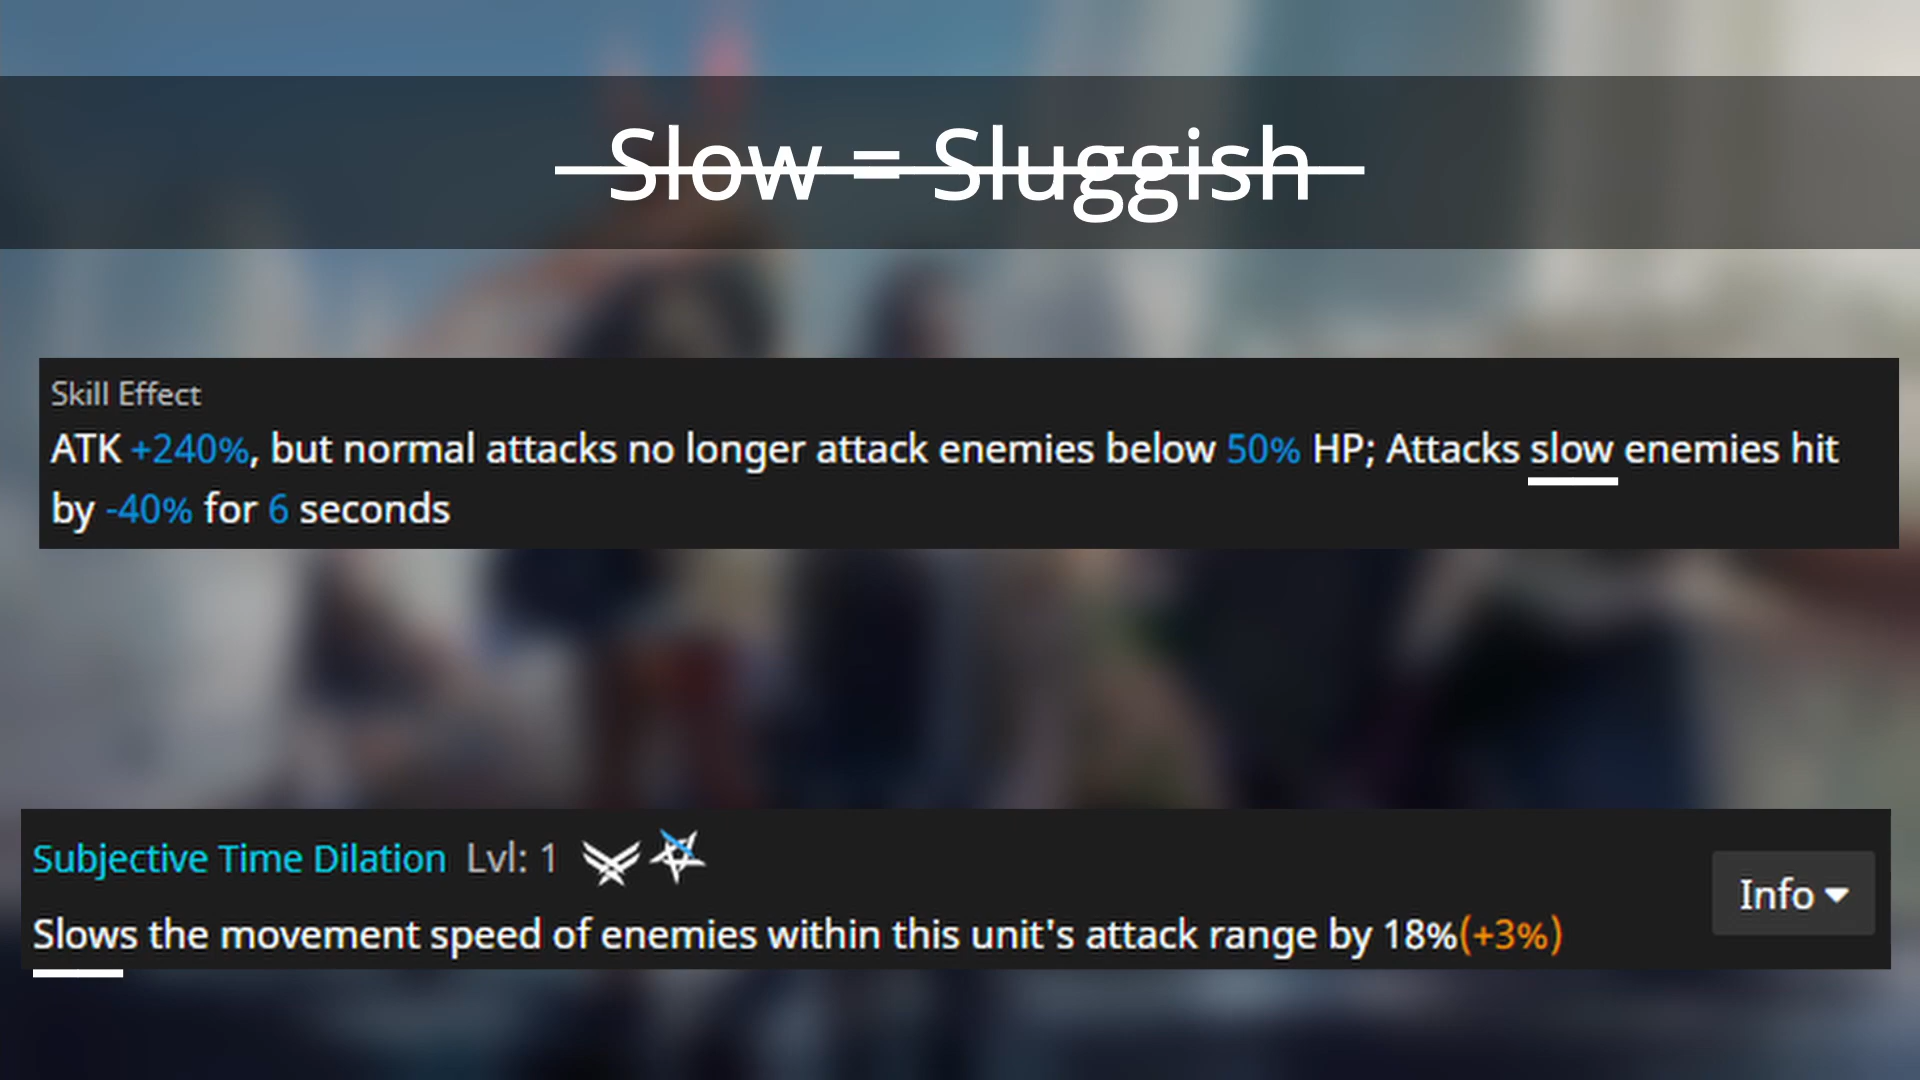 Slow = Sluggish
Skill Effect
ATK +240%, but normal attacks no longer attack enemies below 50% HP; Attacks slow enemies hit
by -40% for 6 seconds
Subjective Time Dilation Lvl: 1
Info
Slows the movement speed of enemies within this unit's attack range by 18%(+3%)